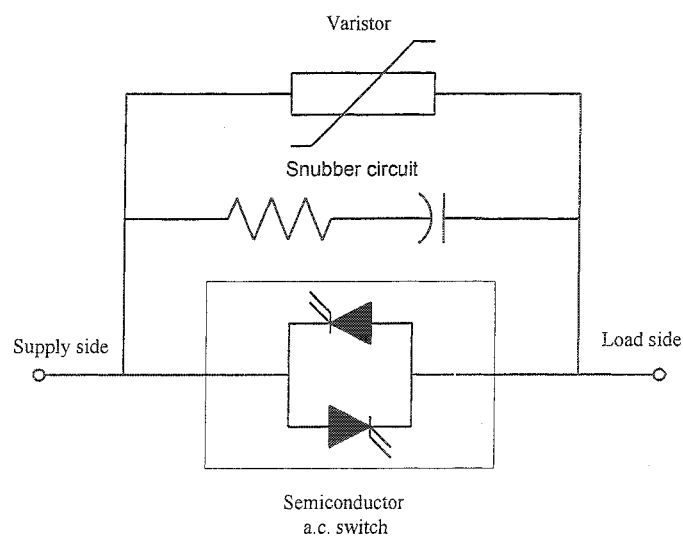 Varistor
Snubber circuit
Supply side
Load side
Semiconductor
a.c. switch